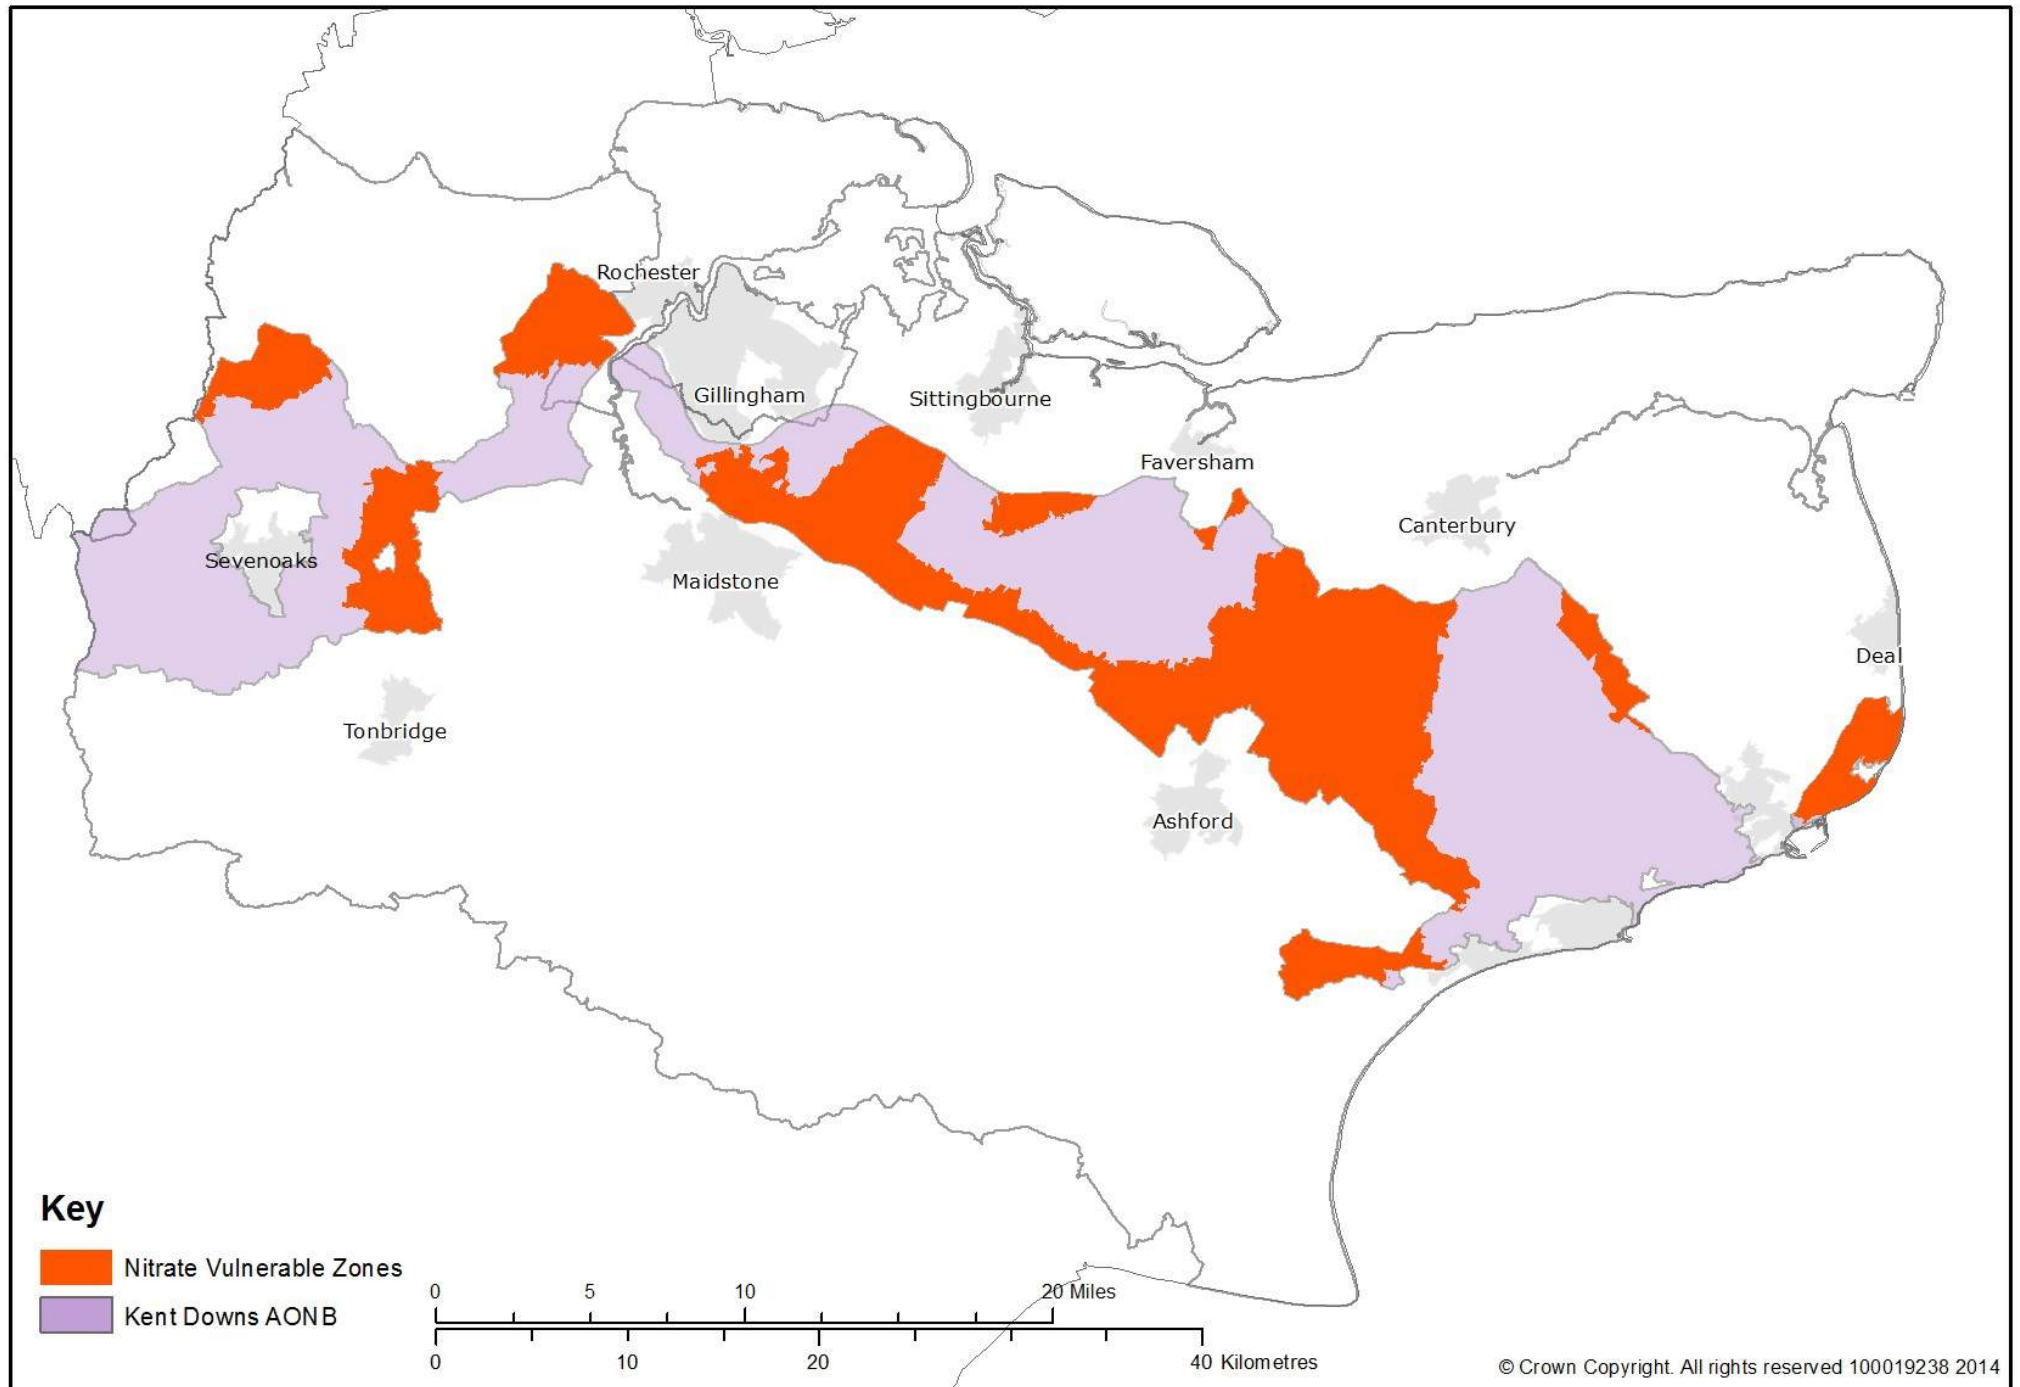 Rochester
Gillingham
Sittingbourne
Faversham
Canterbury
Sevenoaks
Maidstone
Deal
Tonbridge
Ashford
Key
Nitrate Vulnerable Zones
Kent Downs AONB
0 5 10 20 Miles
0 10 20 40 Kilometres
© Crown Copyright. All rights reserved 100019238 2014